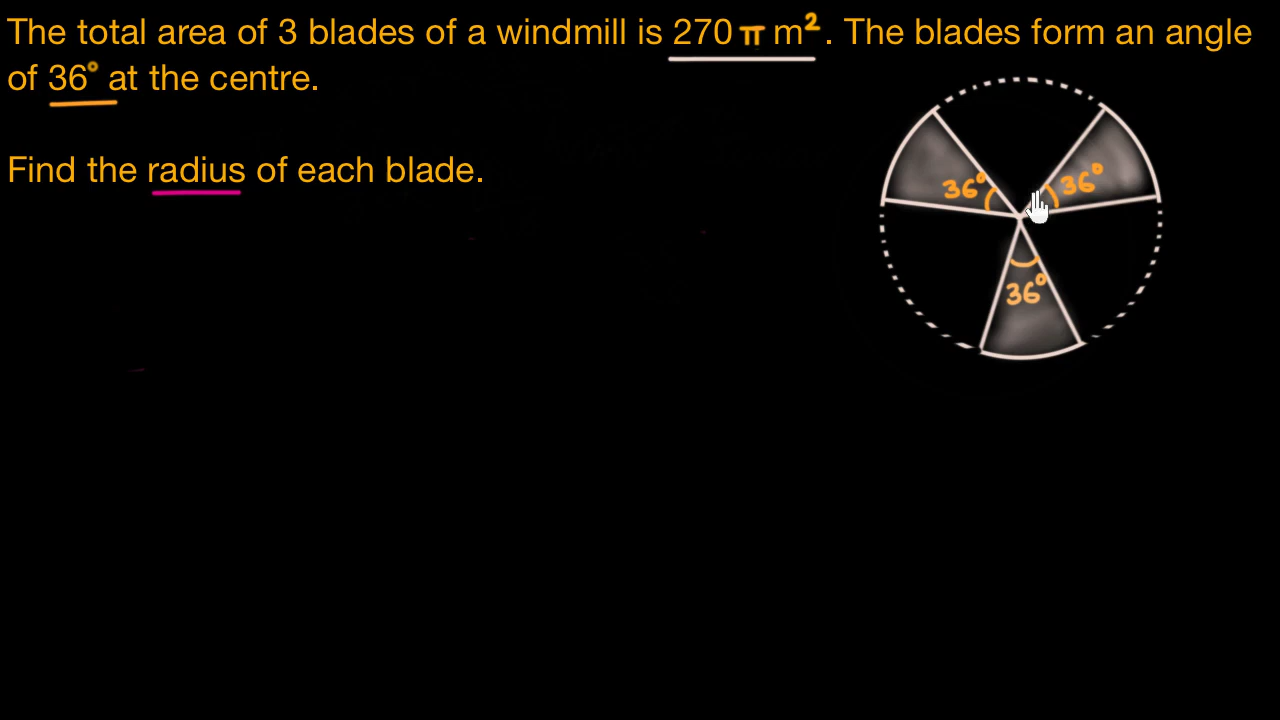 The total area of 3 blades of a windmill is 270 π m². The blades form an angle
of 36° at the centre.
Find the radius of each blade.
36°
36°
36°